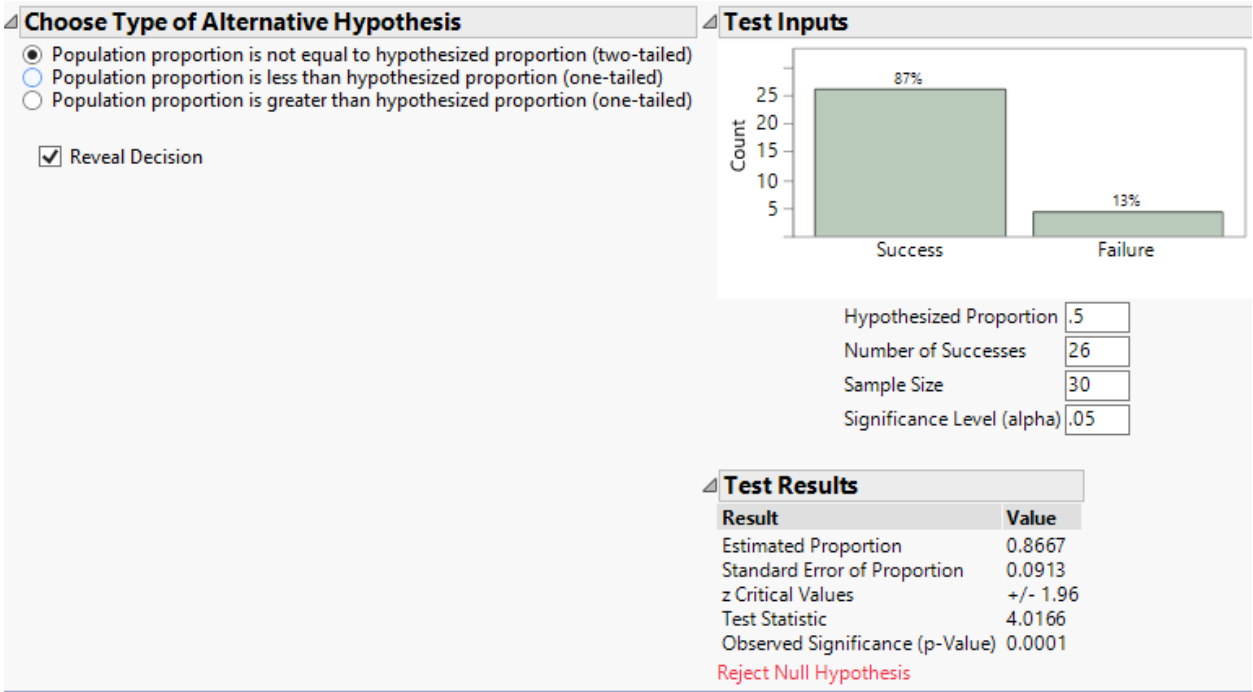 Choose Type of Alternative Hypothesis
Population proportion is not equal to hypothesized proportion (two-tailed)
Population proportion is less than hypothesized proportion (one-tailed)
Population proportion is greater than hypothesized proportion (one-tailed)
Reveal Decision
Test Inputs
87%
25
20
15
10
5
Count
13%
Success Failure
Hypothesized Proportion .5
Number of Successes 26
Sample Size 30
Significance Level (alpha) .05
Test Results
Result Value
Estimated Proportion 0.8667
Standard Error of Proportion 0.0913
z Critical Values +/- 1.96
Test Statistic 4.0166
Observed Significance (p-Value) 0.0001
Reject Null Hypothesis